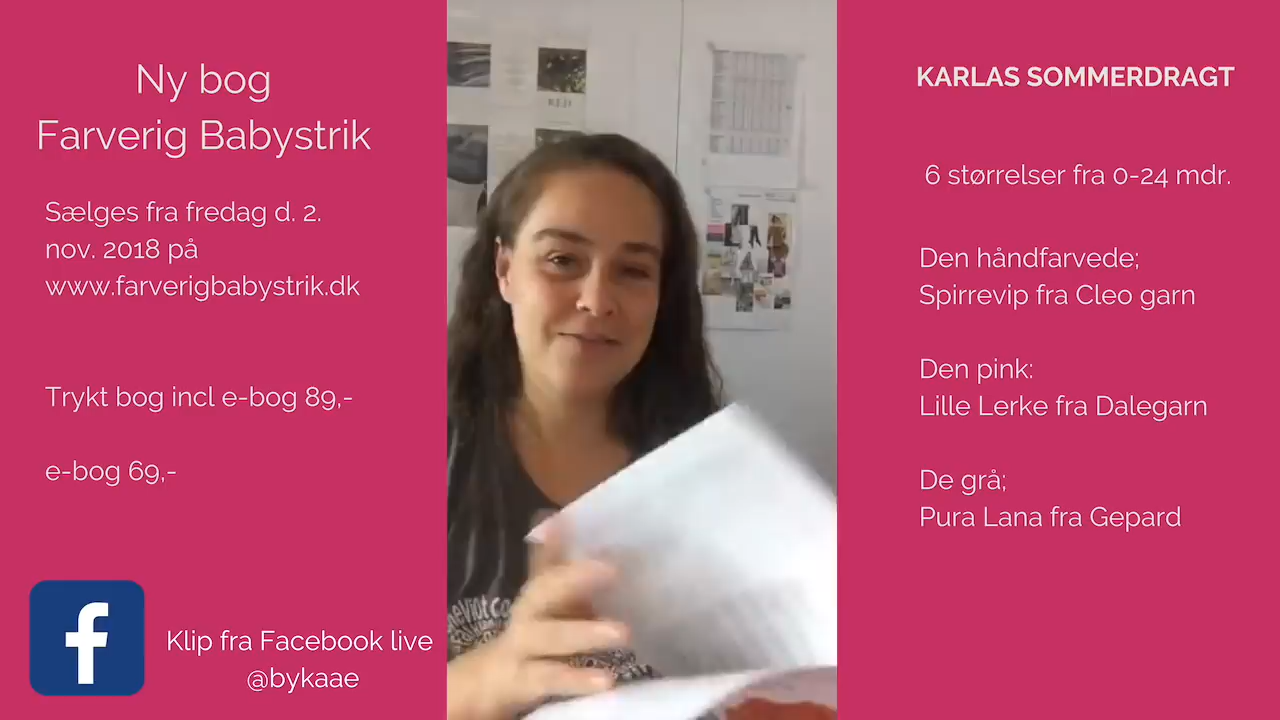 Ny bog
Farverig Babystrik
Sælges fra fredag d. 2.
nov. 2018 på
www.farverigbabystrik.dk
Trykt bog incl e-bog 89,-
e-bog 69,-
Klip fra Facebook live
@bykaae
KARLAS SOMMERDRAGT
6 størrelser fra 0-24 mdr.
Den håndfarvede;
Spirrevip fra Cleo garn
Den pink:
Lille Lerke fra Dalegarn
De grå;
Pura Lana fra Gepard